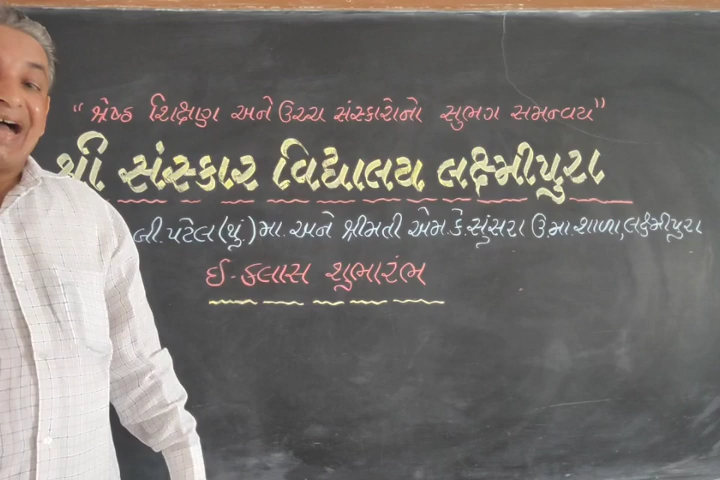 "શ્રેષ્ઠ શિક્ષણ અને ઉચ્ચ સંસ્કારોનો સુભગ સમન્વય"
શ્રી સંસ્કાર વિદ્યાલય લક્ષ્મીપુરા
બી. પટેલ (થું.) મા. અને શ્રીમતી એમ. કે. સુંસરા ઉ.મા. શાળા, લક્ષ્મીપુરા
ઈ-ક્લાસ શુભારંભ